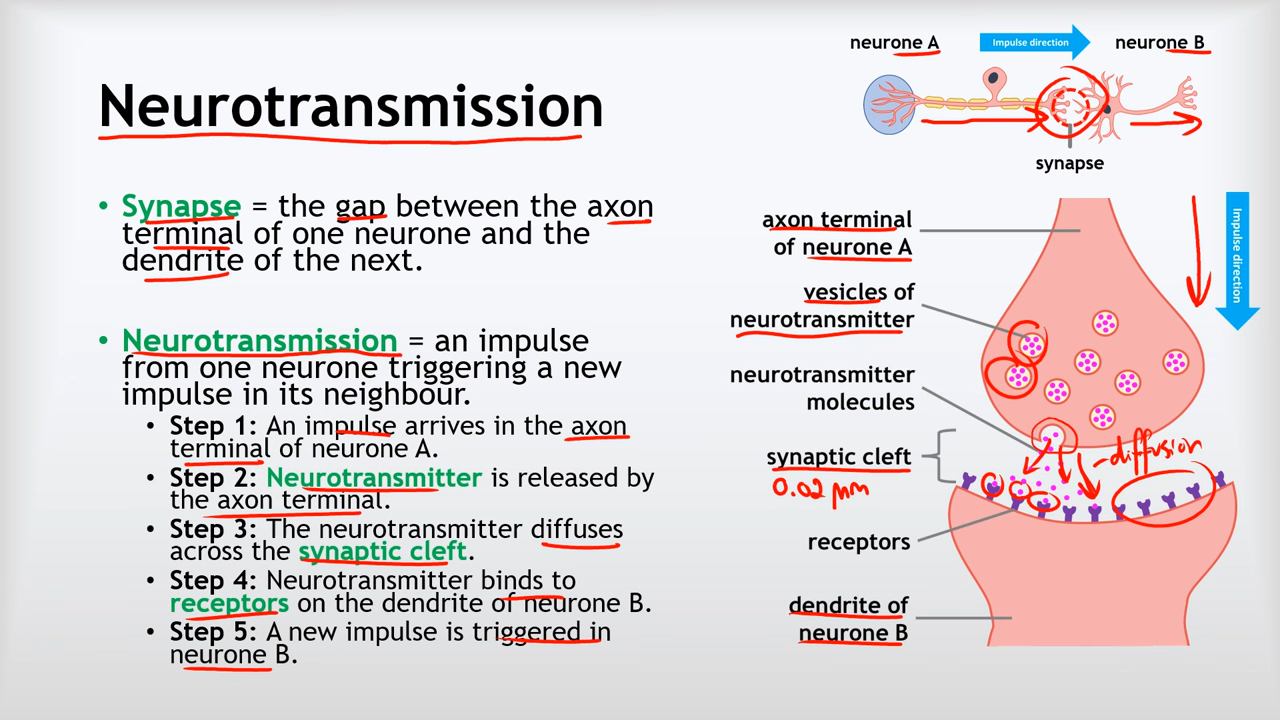 Neurotransmission
• Synapse = the gap between the axon
terminal of one neurone and the
dendrite of the next.
• Neurotransmission = an impulse
from one neurone triggering a new
impulse in its neighbour.
• Step 1: An impulse arrives in the axon
terminal of neurone A.
• Step 2: Neurotransmitter is released by
the axon terminal.
• Step 3: The neurotransmitter diffuses
across the synaptic cleft.
• Step 4: Neurotransmitter binds to
receptors on the dendrite of neurone B.
• Step 5: A new impulse is triggered in
neurone B.
neurone A
Impulse direction
neurone B
synapse
axon terminal
of neurone A
Impulse direction
vesicles of
neurotransmitter
neurotransmitter
molecules
synaptic cleft
0.02 µm
-diffusion
receptors
dendrite of
neurone B